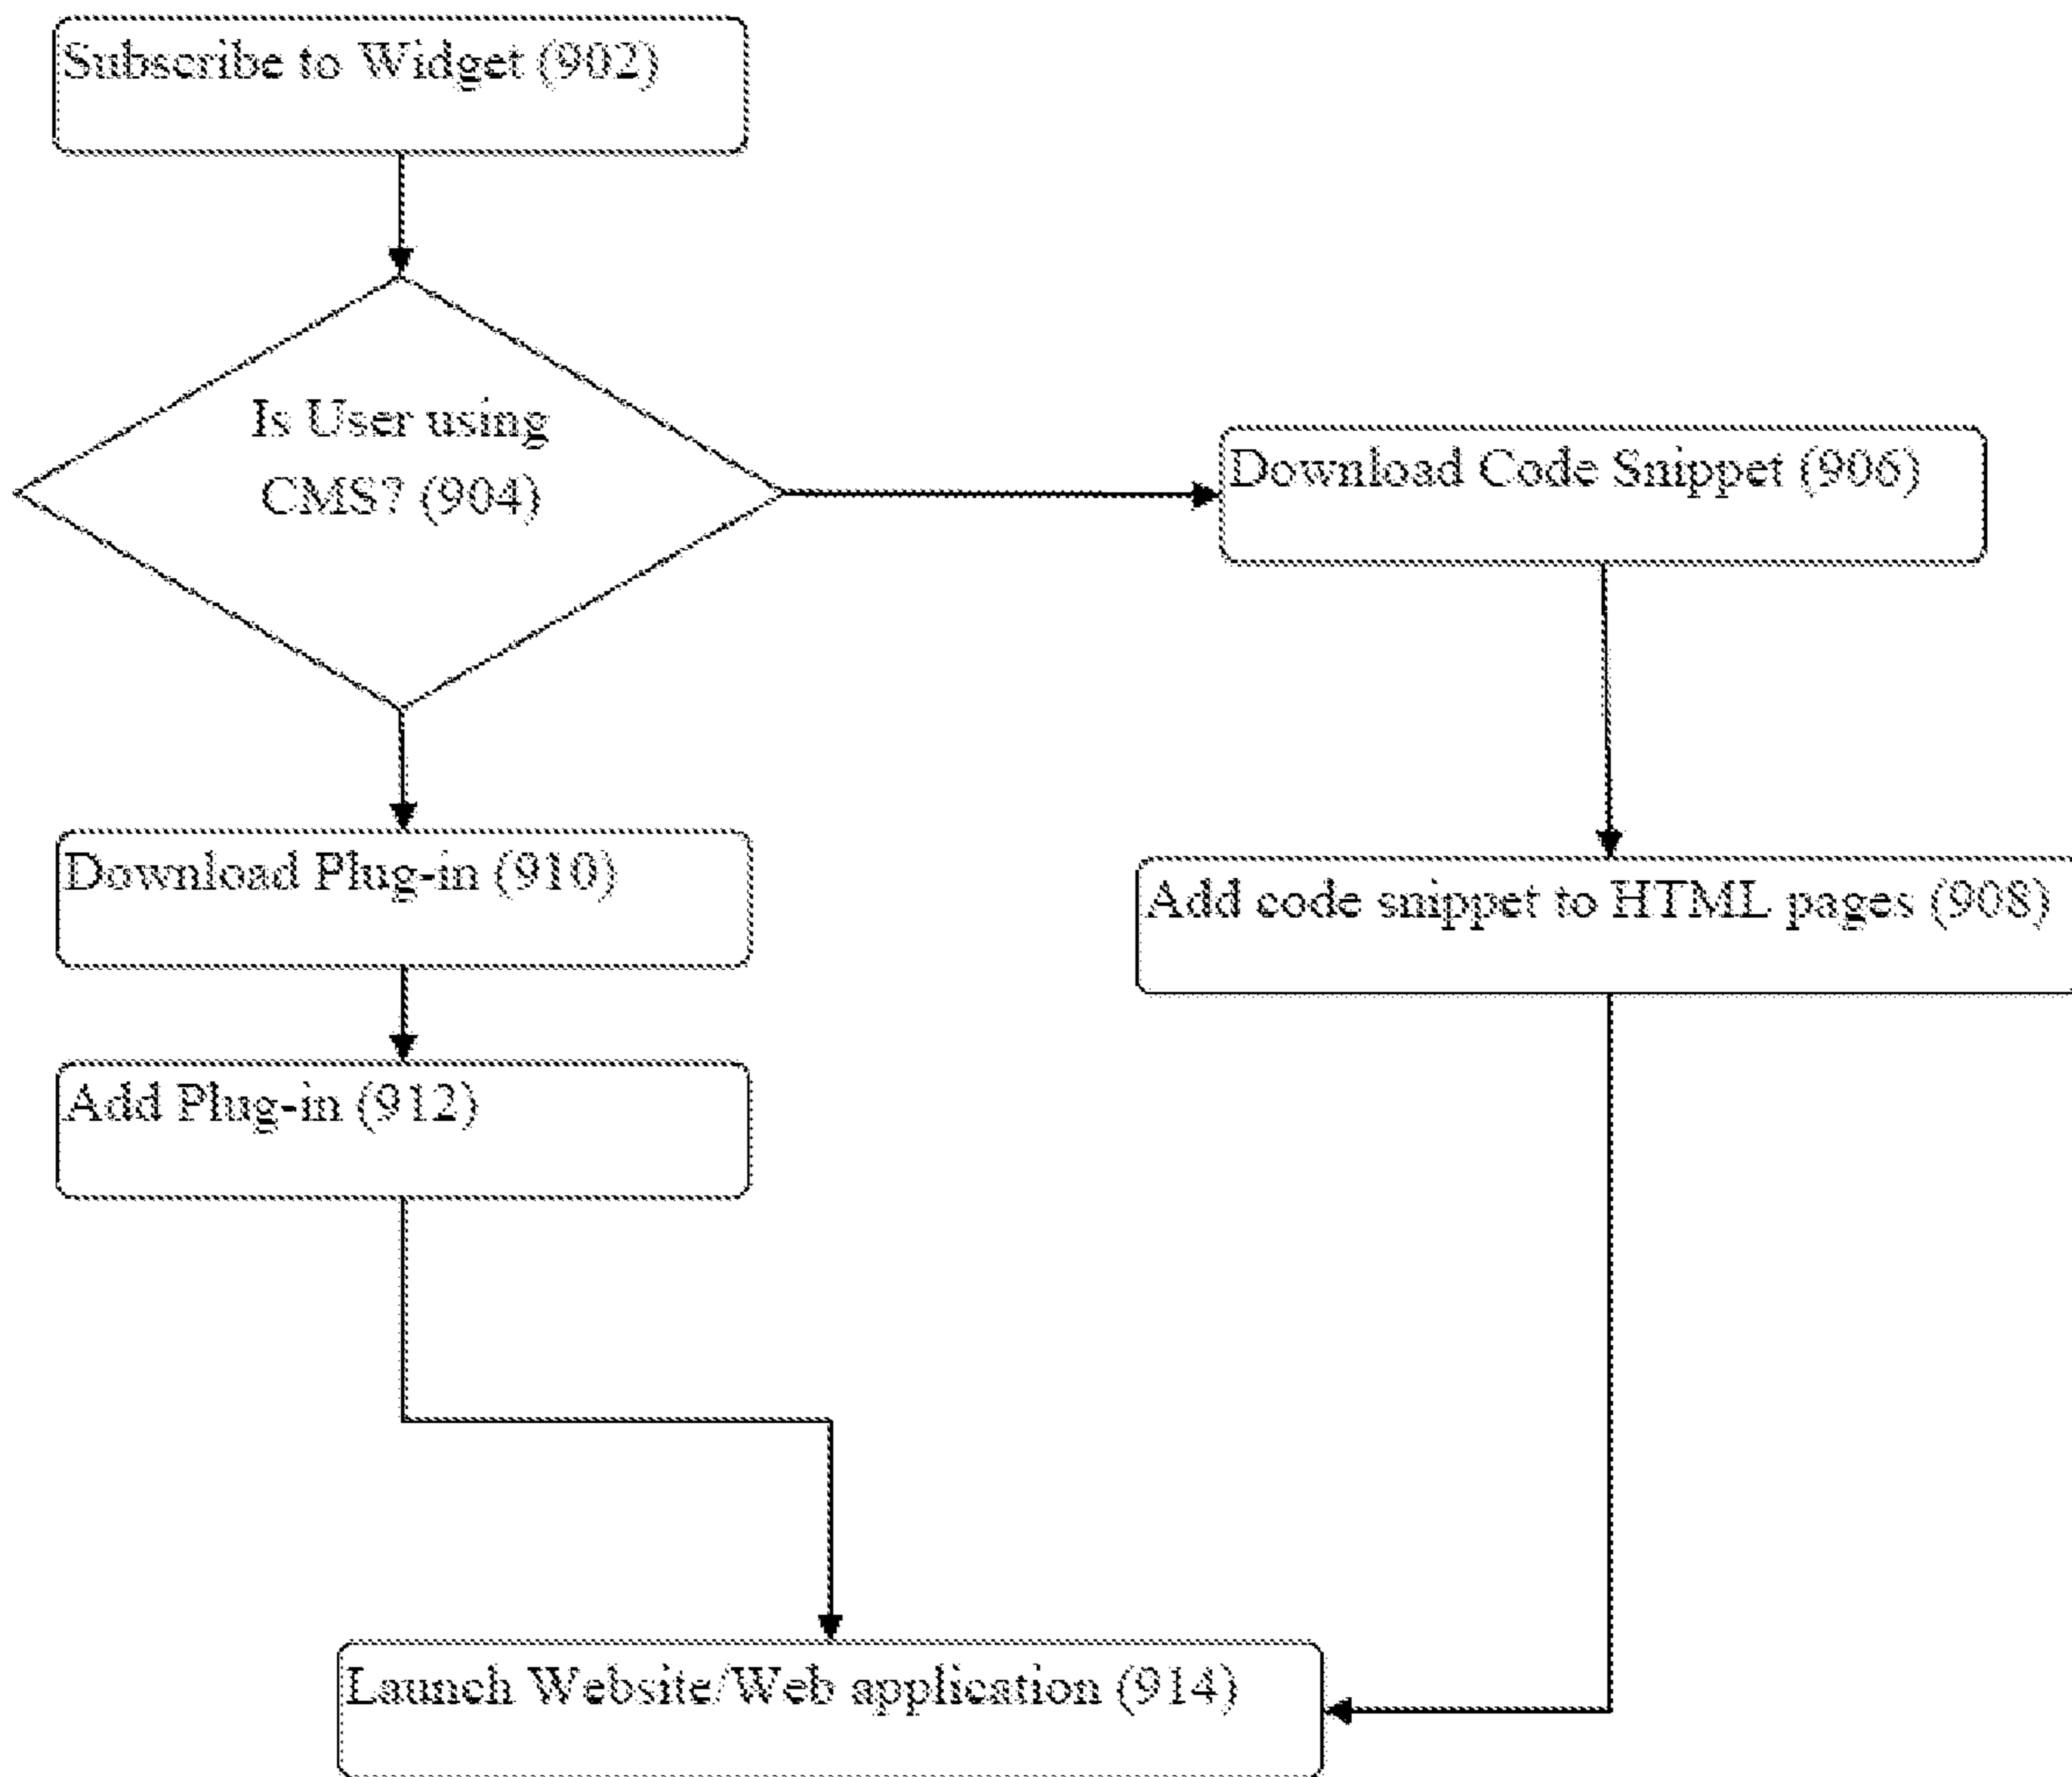 Subscribe to Widget (902)
Is User using
CMS? (904)
Download Code Snippet (906)
Download Plug-in (910)
Add code snippet to HTML pages (908)
Add Plug-in (912)
Launch Website/Web application (914)